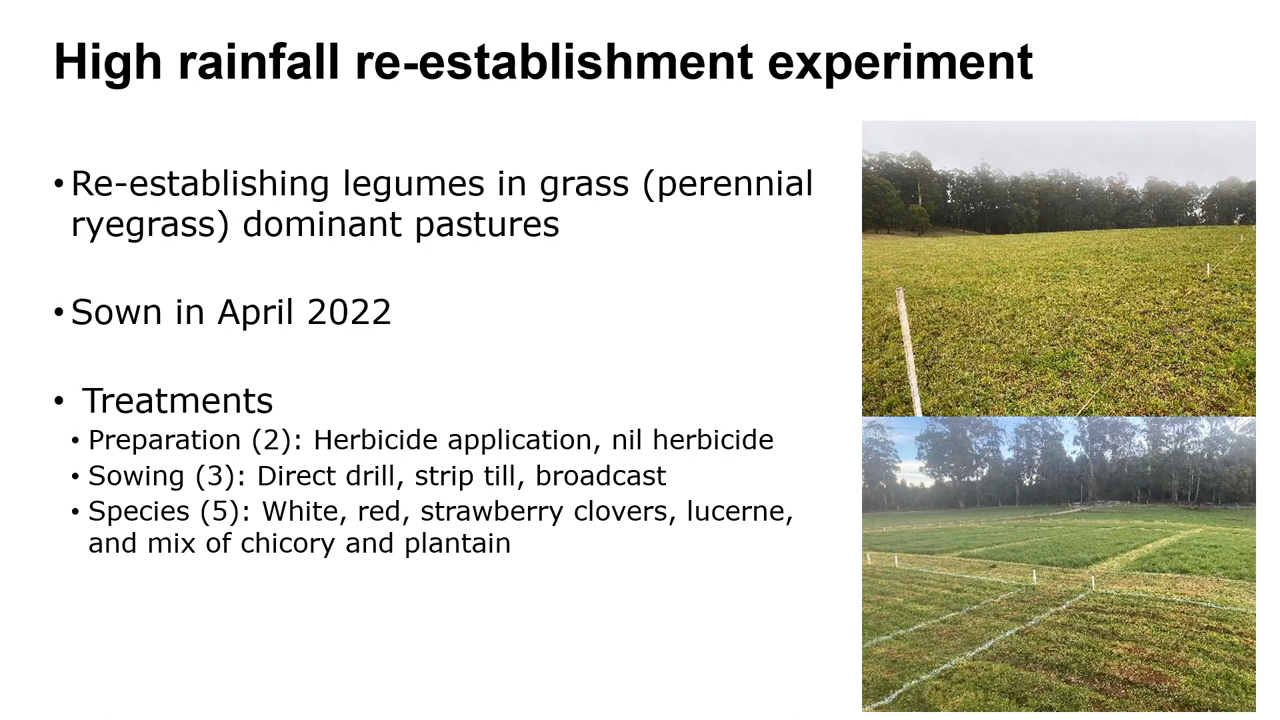 High rainfall re-establishment experiment
• Re-establishing legumes in grass (perennial
ryegrass) dominant pastures
• Sown in April 2022
• Treatments
• Preparation (2): Herbicide application, nil herbicide
• Sowing (3): Direct drill, strip till, broadcast
• Species (5): White, red, strawberry clovers, lucerne,
and mix of chicory and plantain